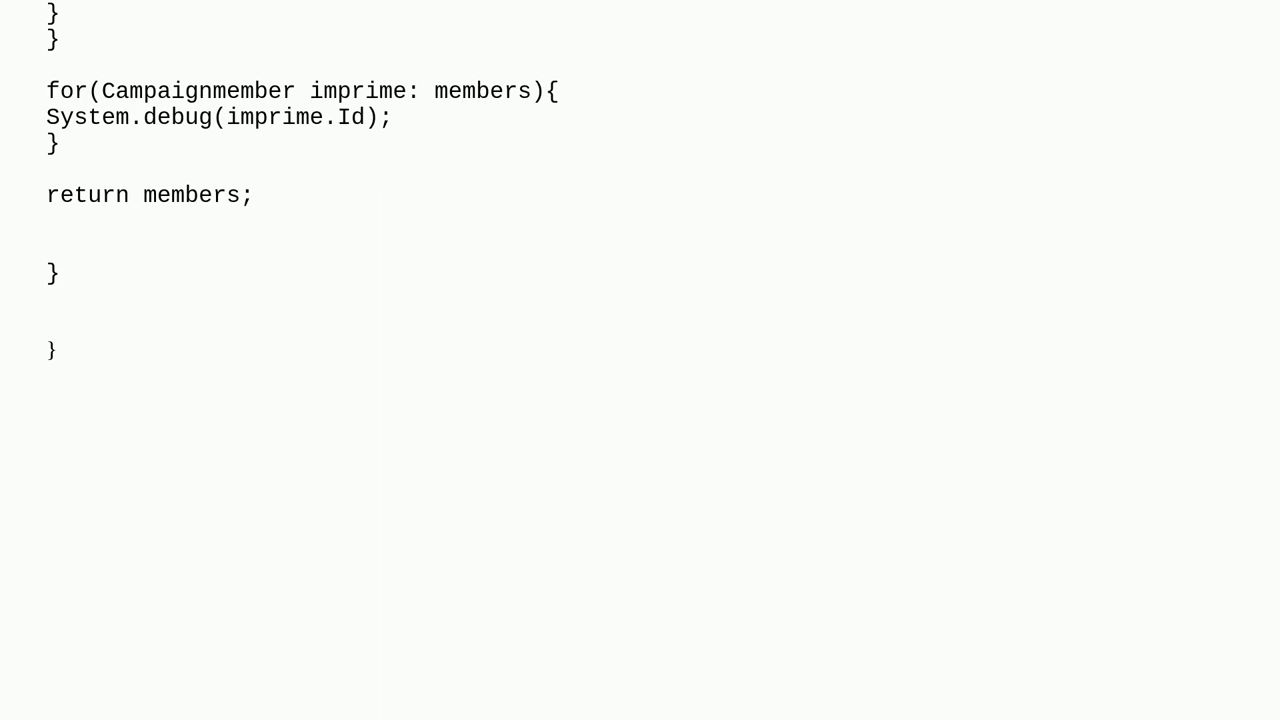 }
}
for(Campaignmember imprime: members){
System.debug(imprime.Id);
}
return members;
}
}